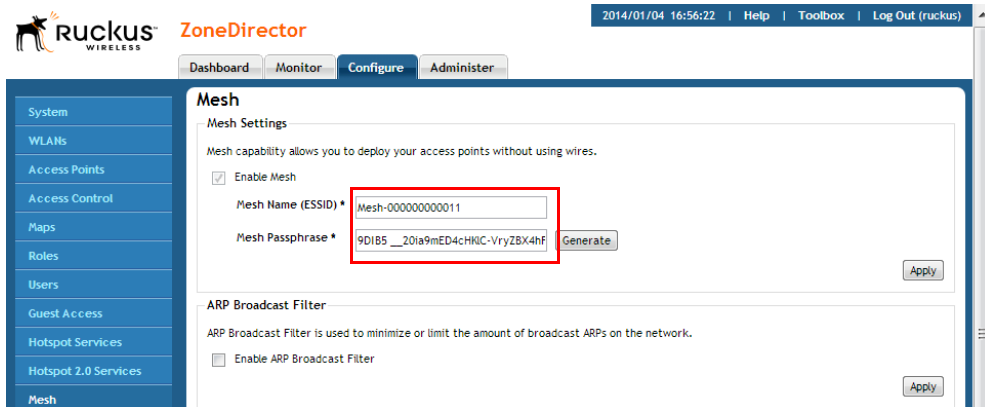 2014/01/04 16:56:22 | Help | Toolbox | Log Out (ruckus)
RUCKUS™
WIRELESS
ZoneDirector
Dashboard Monitor Configure Administer
System
WLANs
Access Points
Access Control
Maps
Roles
Users
Guest Access
Hotspot Services
Hotspot 2.0 Services
Mesh
Mesh
Mesh Settings
Mesh capability allows you to deploy your access points without using wires.
Enable Mesh
Mesh Name (ESSID) * Mesh-000000000011
Mesh Passphrase * Generate
Apply
ARP Broadcast Filter
ARP Broadcast Filter is used to minimize or limit the amount of broadcast ARPs on the network.
Enable ARP Broadcast Filter
Apply